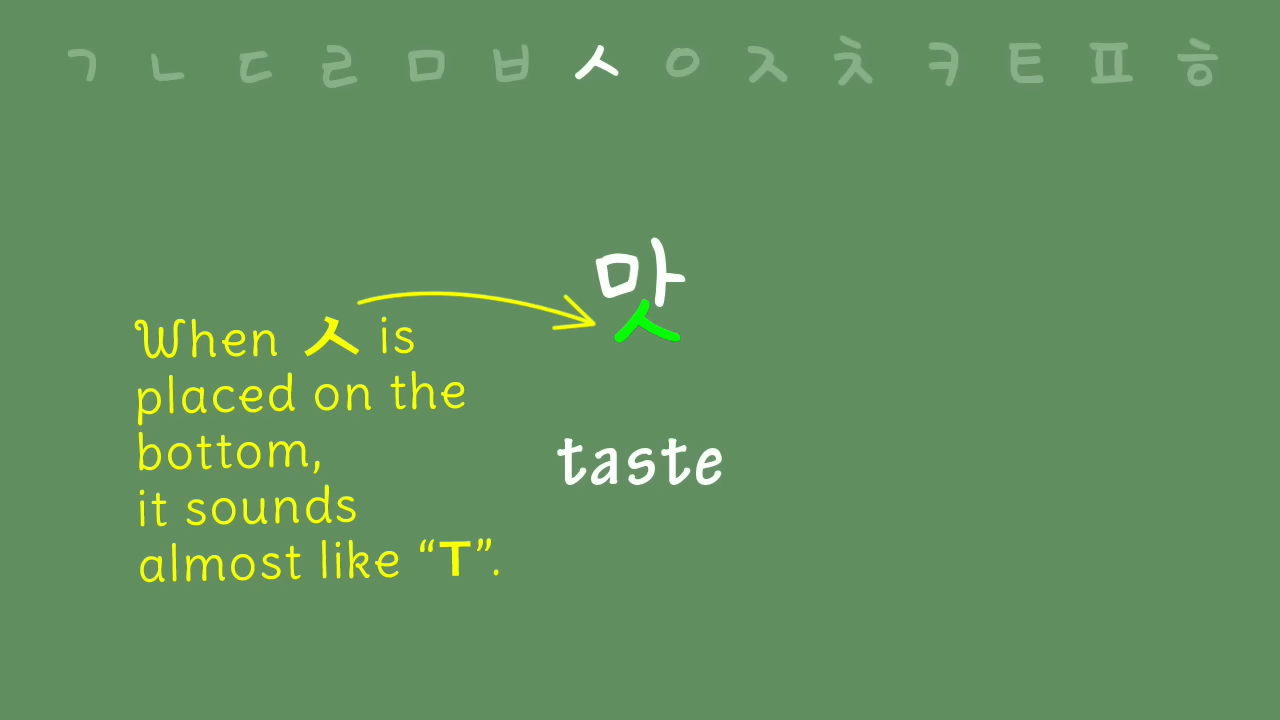 ㄱ ㄴ ㄷ ㄹ ㅁ ㅂ ㅅ ㅇ ㅈ ㅊ ㅋ ㅌ ㅍ ㅎ
맛
When ㅅ is
placed on the
bottom,
it sounds
almost like “T”.
taste